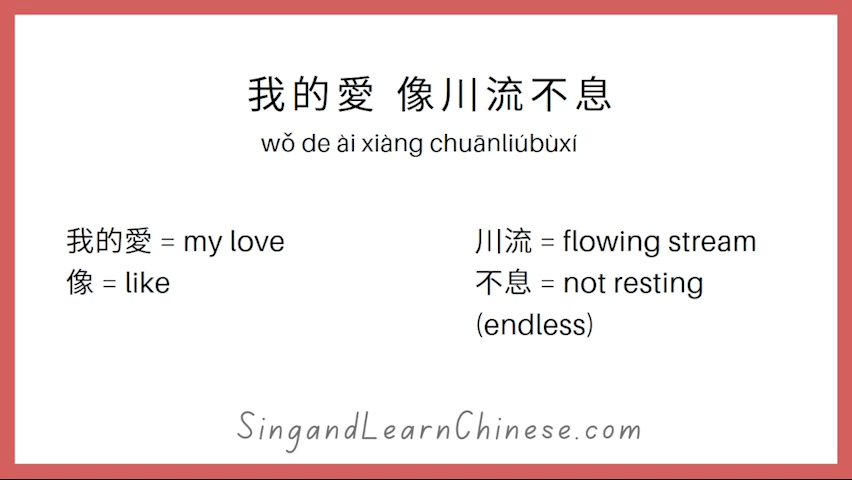 我的愛 像川流不息
wǒ de ài xiàng chuānliúbùxí
我的愛 = my love
像 = like
川流 = flowing stream
不息 = not resting
(endless)
SingandLearnChinese.com